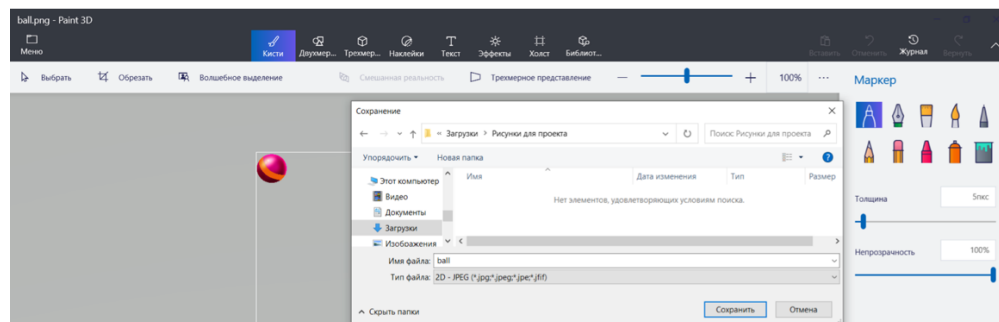 ball.png - Paint 3D
Меню
Кисти Двухмер... Трехмер... Наклейки Текст Эффекты Холст Библиот... Вставить Отменить Журнал Вернуть
Выбрать Обрезать Волшебное выделение Смешанная реальность Трехмерное представление 100% ...
Маркер
Сохранение
« Загрузки > Рисунки для проекта
Поиск: Рисунки для проекта
Упорядочить Новая папка
Этот компьютер
Видео
Документы
Загрузки
Изображения
Имя Дата изменения Тип Размер
Нет элементов, удовлетворяющих условиям поиска.
Имя файла: ball
Тип файла: 2D - JPEG (*.jpg;*.jpeg;*.jpe;*.jfif)
Скрыть папки
Сохранить Отмена
Толщина 5пкс
Непрозрачность 100%